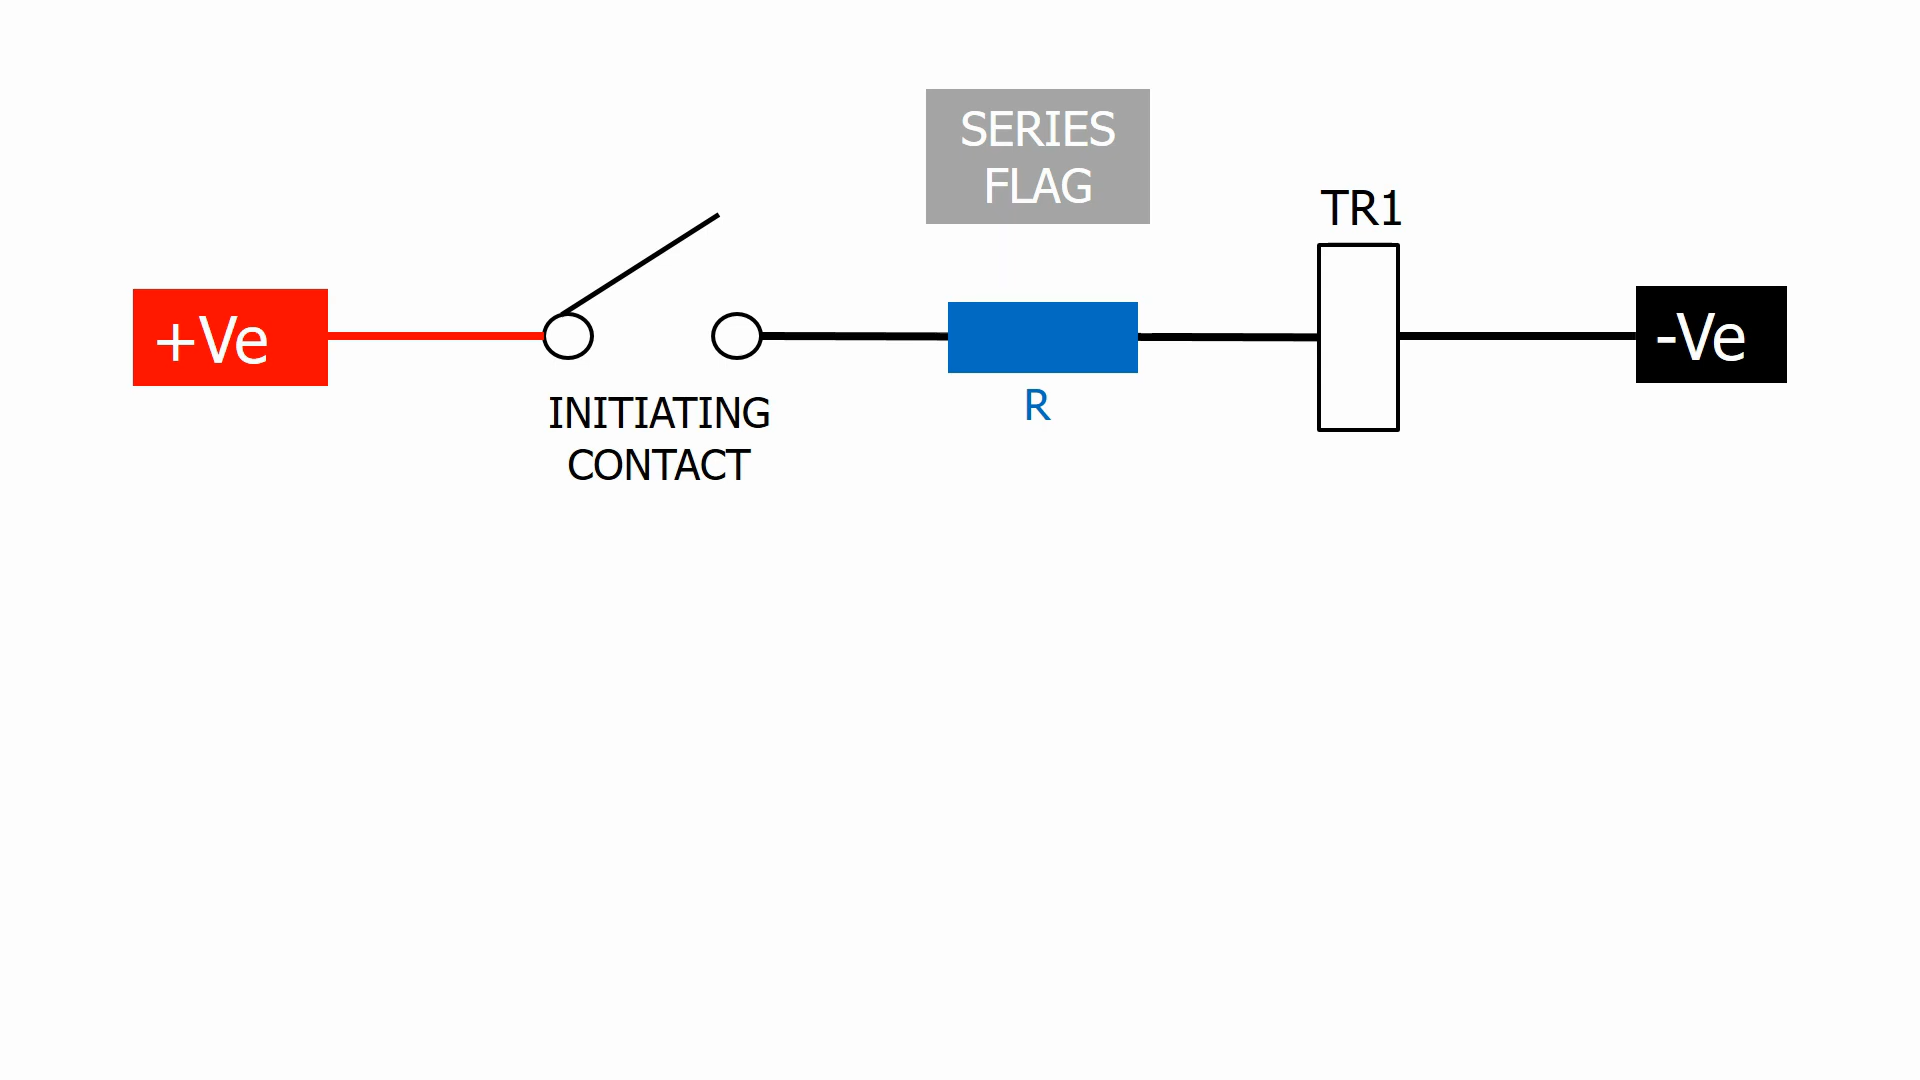 SERIES
FLAG
TR1
+Ve
-Ve
R
INITIATING
CONTACT